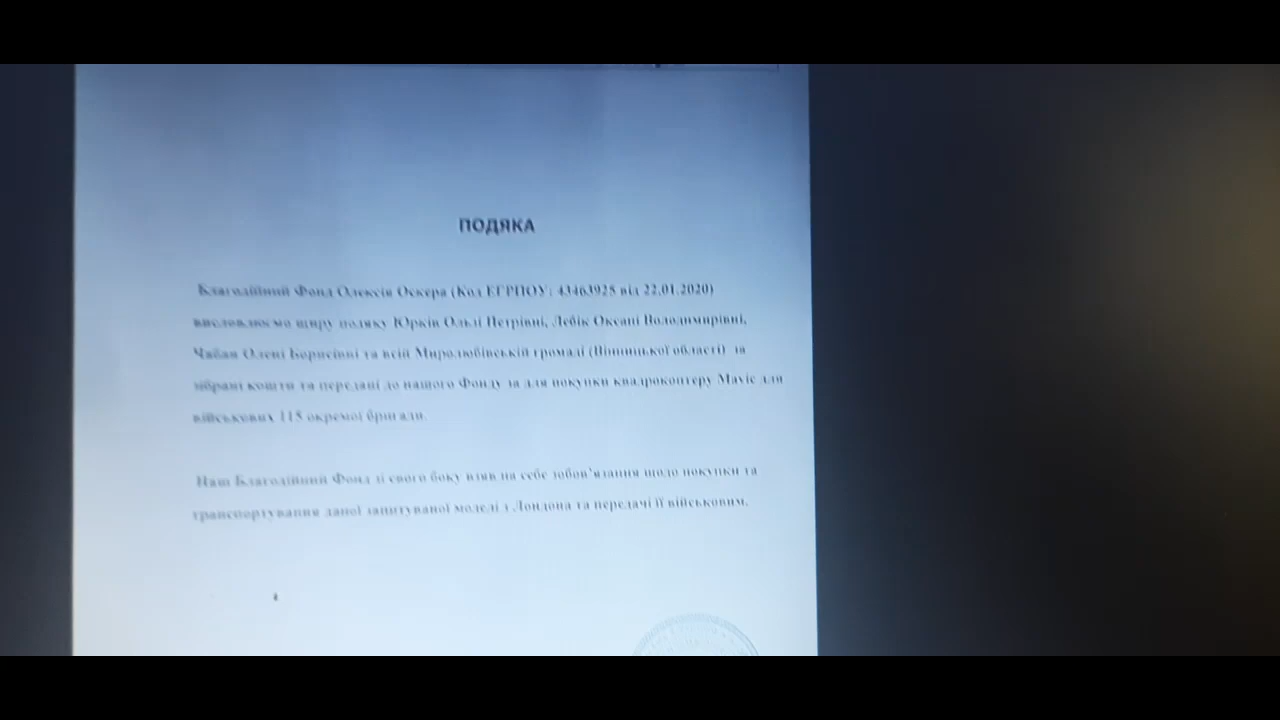 ПОДЯКА
Благодійний Фонд Олексія Оскера (Код ЕГРПОУ: 43463925 від 22.01.2020)
висловлюємо щиру подяку Юрків Ользі Петрівні, Лебік Оксані Володимирівні,
Чабан Олені Борисівні та всій Миролюбівській громаді (Вінницької області) за
зібрані кошти та передані до нашого Фонду за для покупки квадрокоптеру Mavic для
військових 115 окремої бригади.
Наш Благодійний Фонд зі свого боку взяв на себе зобов'язання щодо покупки та
транспортування даної запитуваної моделі з Лондона та передачі її військовим.